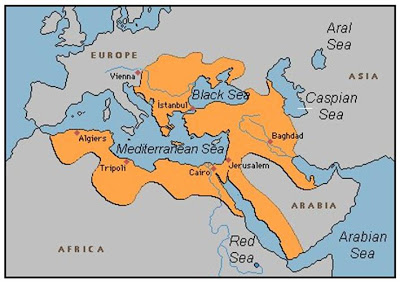 Aral
Sea
EUROPE
ASIA
Vienna
Black Sea
Caspian
Sea
İstanbul
Algiers
Baghdad
Mediterranean Sea
Tripoli
Jerusalem
Cairo
ARABIA
AFRICA
Red
Sea
Arabian
Sea